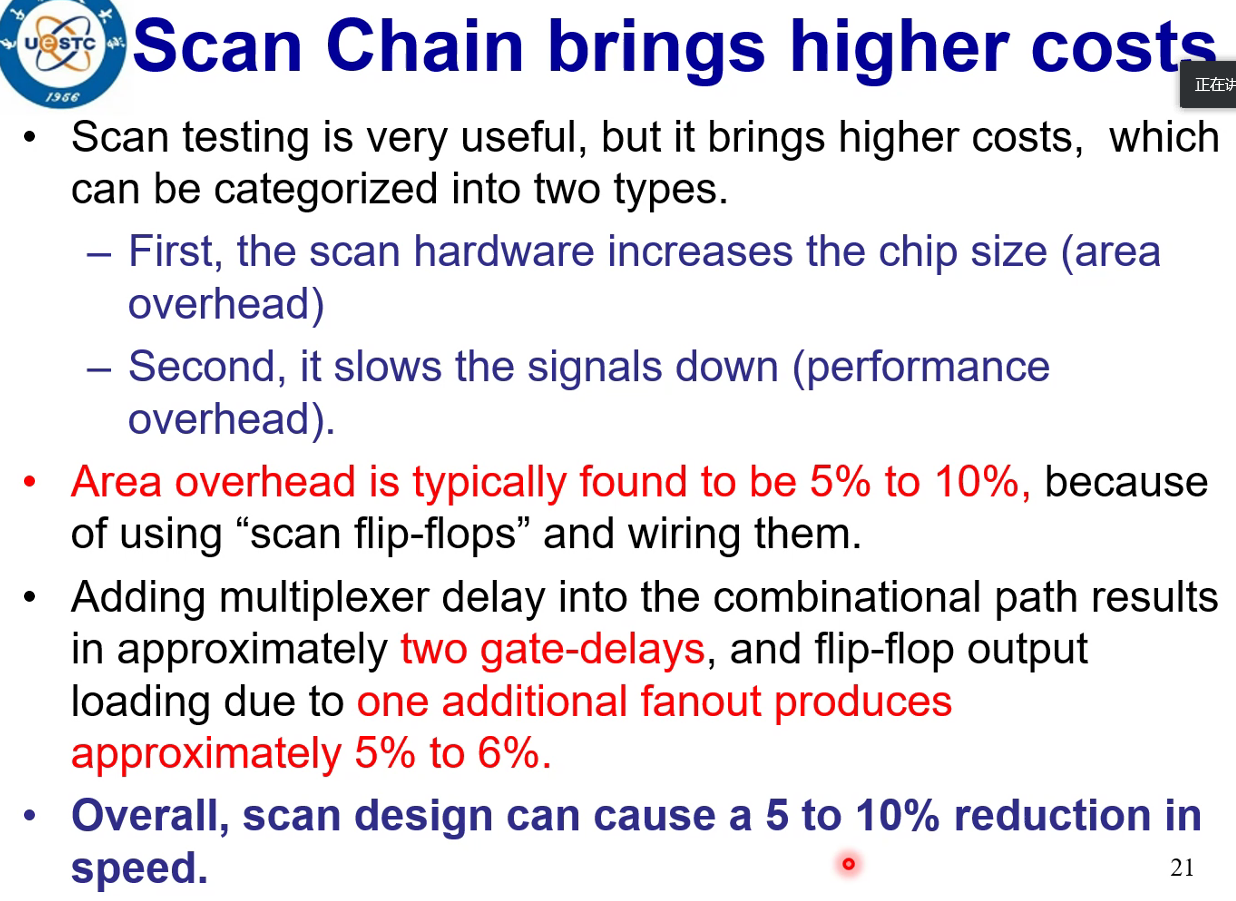 UeSTC
1956
Scan Chain brings higher costs
正在讲
• Scan testing is very useful, but it brings higher costs,  which
can be categorized into two types.
– First, the scan hardware increases the chip size (area
overhead)
– Second, it slows the signals down (performance
overhead).
• Area overhead is typically found to be 5% to 10%, because
of using “scan flip-flops” and wiring them.
• Adding multiplexer delay into the combinational path results
in approximately two gate-delays, and flip-flop output
loading due to one additional fanout produces
approximately 5% to 6%.
• Overall, scan design can cause a 5 to 10% reduction in
speed.
21